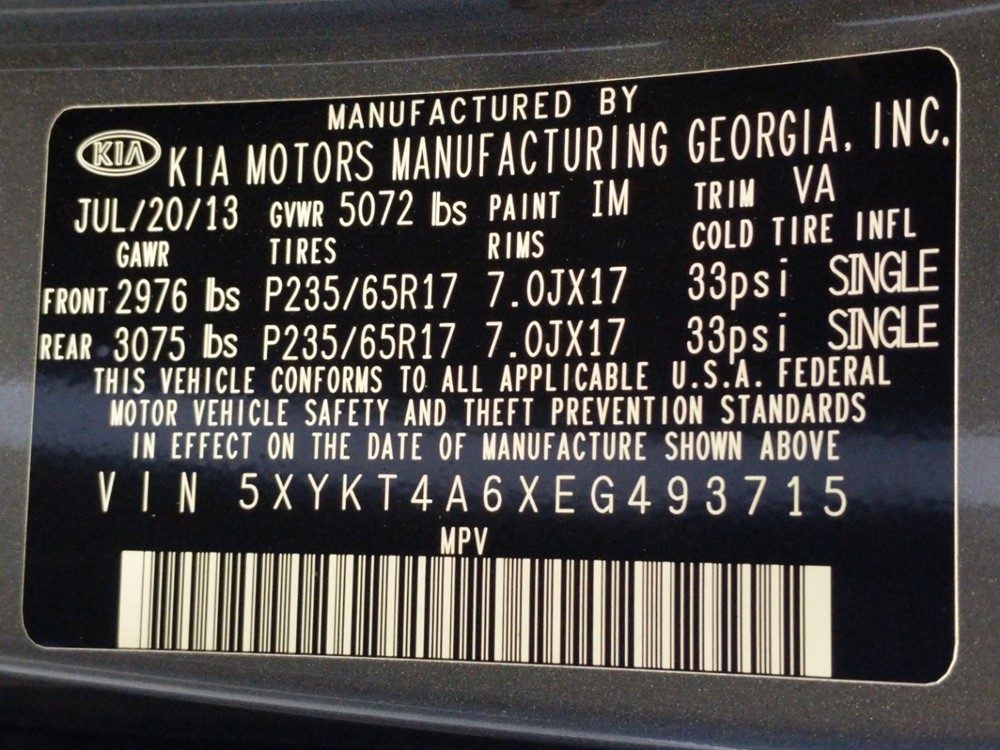 MANUFACTURED BY
KIA KIA MOTORS MANUFACTURING GEORGIA, INC.
JUL/20/13 GVWR 5072 lbs PAINT IM TRIM VA
GAWR TIRES RIMS COLD TIRE INFL
FRONT 2976 lbs P235/65R17 7.0JX17 33psi SINGLE
REAR 3075 lbs P235/65R17 7.0JX17 33psi SINGLE
THIS VEHICLE CONFORMS TO ALL APPLICABLE U.S.A. FEDERAL
MOTOR VEHICLE SAFETY AND THEFT PREVENTION STANDARDS
IN EFFECT ON THE DATE OF MANUFACTURE SHOWN ABOVE
VIN 5XYKT4A6XEG493715
MPV